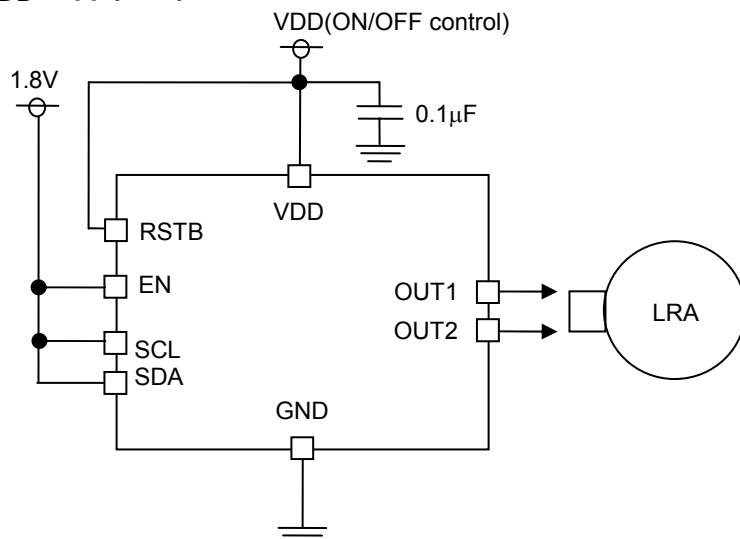 VDD(ON/OFF control)
1.8V
0.1μF
VDD
RSTB
EN
OUT1
LRA
OUT2
SCL
SDA
GND